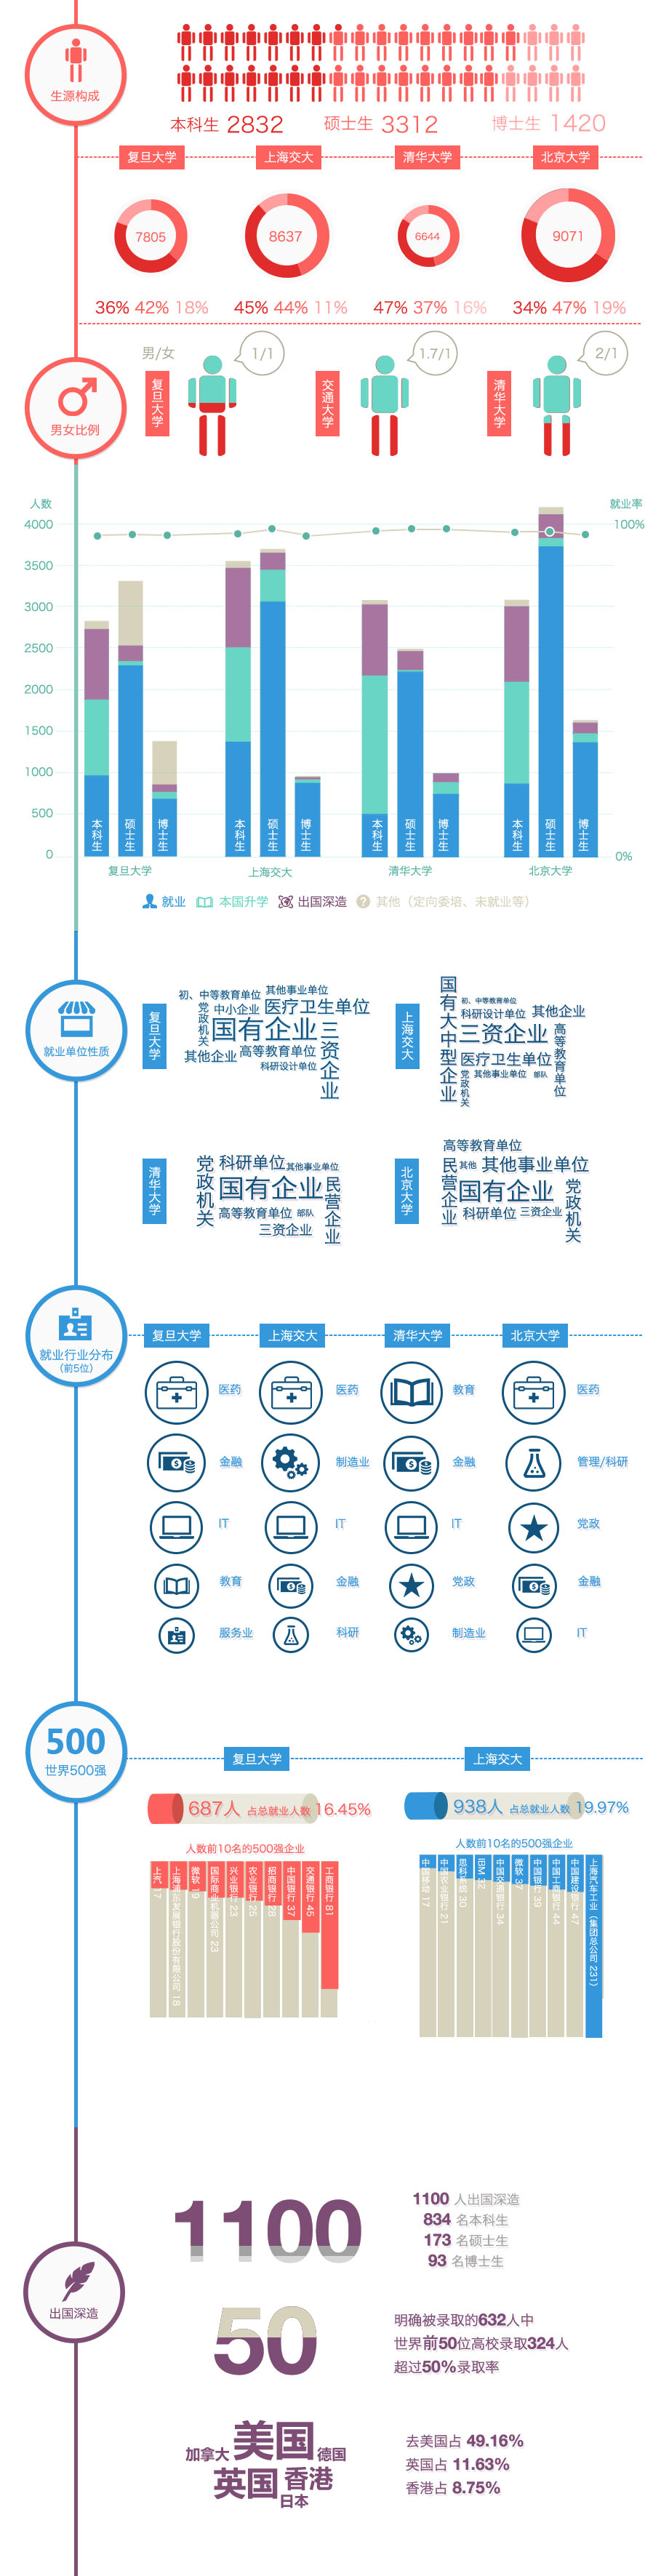 生源构成
本科生 2832 硕士生 3312 博士生 1420
复旦大学 上海交大 清华大学 北京大学
7805 8637 6644 9071
36% 42% 18% 45% 44% 11% 47% 37% 16% 34% 47% 19%
男女比例
男/女
1/1 1.7/1 2/1
复旦大学
交通大学
清华大学
人数 就业率
4000 100%
3500
3000
2500
2000
1500
1000
500
0 0%
本科生 硕士生 博士生 本科生 硕士生 博士生 本科生 硕士生 博士生 本科生 硕士生 博士生
复旦大学 上海交大 清华大学 北京大学
就业 本国升学 出国深造 ? 其他（定向委培、未就业等）
就业单位性质
复旦大学
初、中等教育单位 其他事业单位
党政机关
中小企业 医疗卫生单位
国有企业
三资企业
其他企业 高等教育单位
科研设计单位
上海交大
国有大中型企业
初、中等教育单位
科研设计单位 其他企业
三资企业
高等教育单位
医疗卫生单位
党政机关
其他事业单位 部队
清华大学
党政机关
科研单位 其他事业单位
国有企业
民营企业
高等教育单位 部队
三资企业
北京大学
高等教育单位
民营企业
其他 其他事业单位
国有企业
党政机关
科研单位 三资企业
就业行业分布
（前5位）
复旦大学 上海交大 清华大学 北京大学
医药 医药 教育 医药
金融 制造业 金融 管理/科研
IT IT IT 党政
教育 金融 党政 金融
服务业 科研 制造业 IT
500
世界500强
复旦大学 上海交大
687人 占总就业人数 16.45%
938人 占总就业人数 19.97%
人数前10名的500强企业
人数前10名的500强企业
上汽 17
上海浦东发展银行股份有限公司 18
微软 19
国际商业机器公司 23
兴业银行 23
农业银行 25
招商银行 28
中国银行 37
交通银行 45
工商银行 81
中国移动 17
中国农业银行 21
思科系统 30
IBM 32
中国交通银行 34
微软 37
中国银行 39
中国工商银行 44
中国建设银行 47
上海汽车工业（集团总公司 231）
出国深造
1100
1100 人出国深造
834 名本科生
173 名硕士生
93 名博士生
50
明确被录取的632人中
世界前50位高校录取324人
超过50%录取率
加拿大 美国 德国
英国 香港
日本
去美国占 49.16%
英国占 11.63%
香港占 8.75%